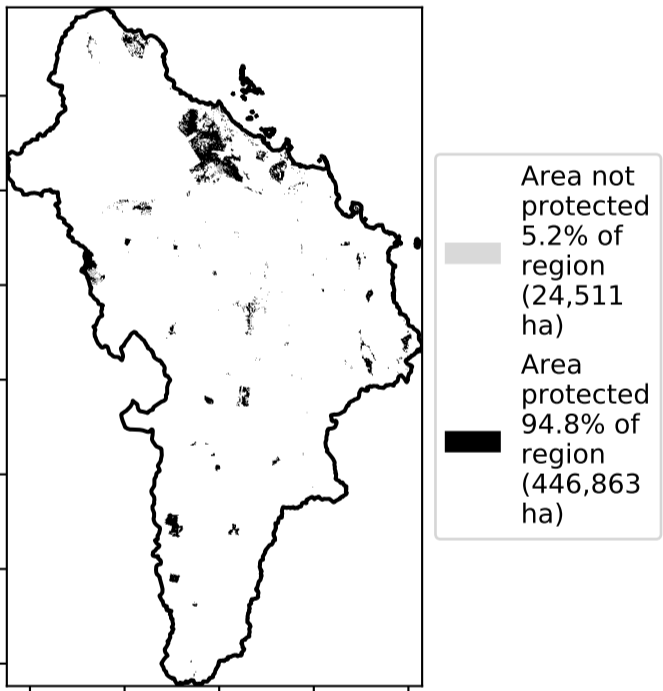 Area not
protected
5.2% of
region
(24,511
ha)
Area
protected
94.8% of
region
(446,863
ha)